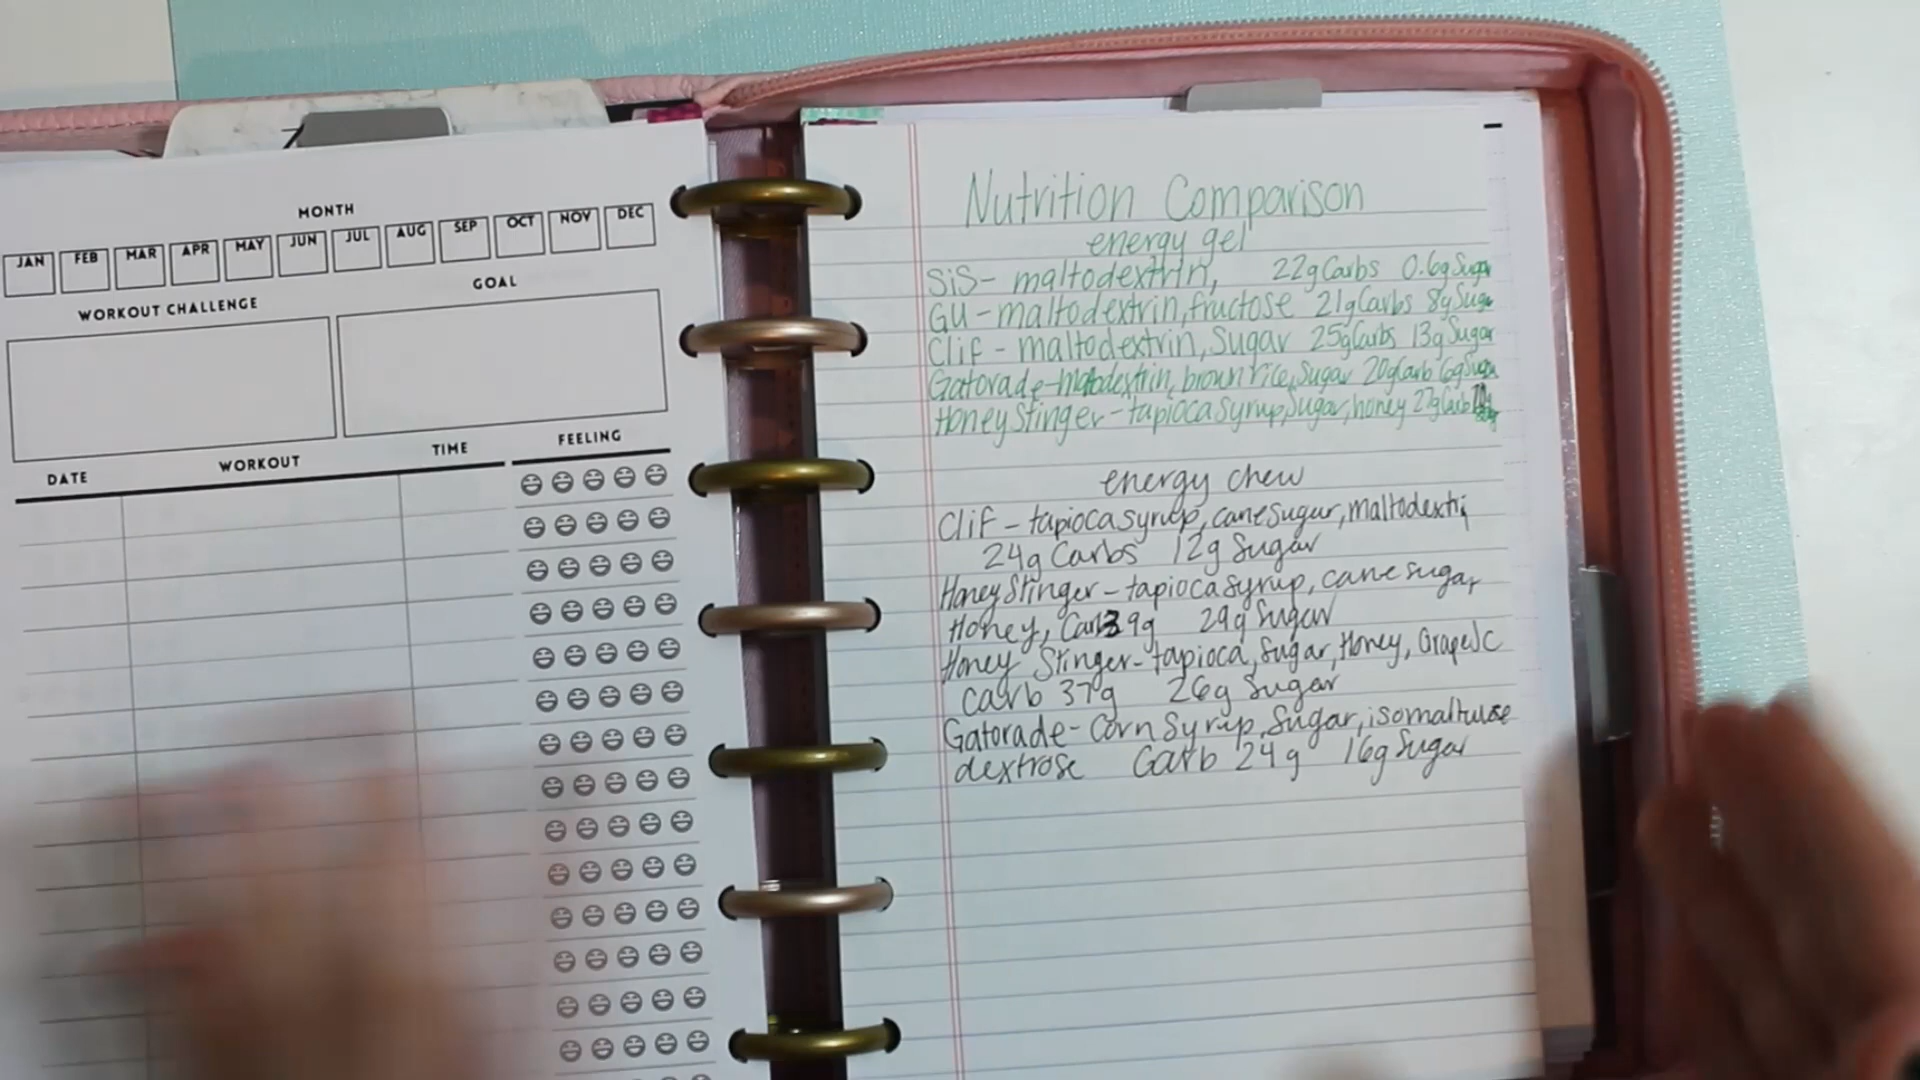 MONTH
JAN FEB MAR APR MAY JUN JUL AUG SEP OCT NOV DEC
WORKOUT CHALLENGE
GOAL
DATE WORKOUT TIME FEELING
Nutrition Comparison
energy gel
SiS- maltodextrin, 22g Carbs 0.6g Sugar
GU - maltodextrin, fructose 21g Carbs 8g Sugar
Clif - maltodextrin, Sugar 25g Carbs 13g Sugar
Gatorade - brown rice, Sugar 20g Carb 6g Sugar
Honey Stinger - tapioca Syrup, Sugar, honey
energy chew
Clif - tapioca syrup, cane sugar, maltodextri
24g Carbs 12g Sugar
Honey Stinger - tapioca syrup, cane sugar,
Honey, Carb 39g 29g Sugar
Honey Stinger - tapioca, Sugar, Honey,
Carb 37g 26g Sugar
Gatorade - Corn Syrup, Sugar, isomaltulose
dextrose Carb 24g 16g Sugar